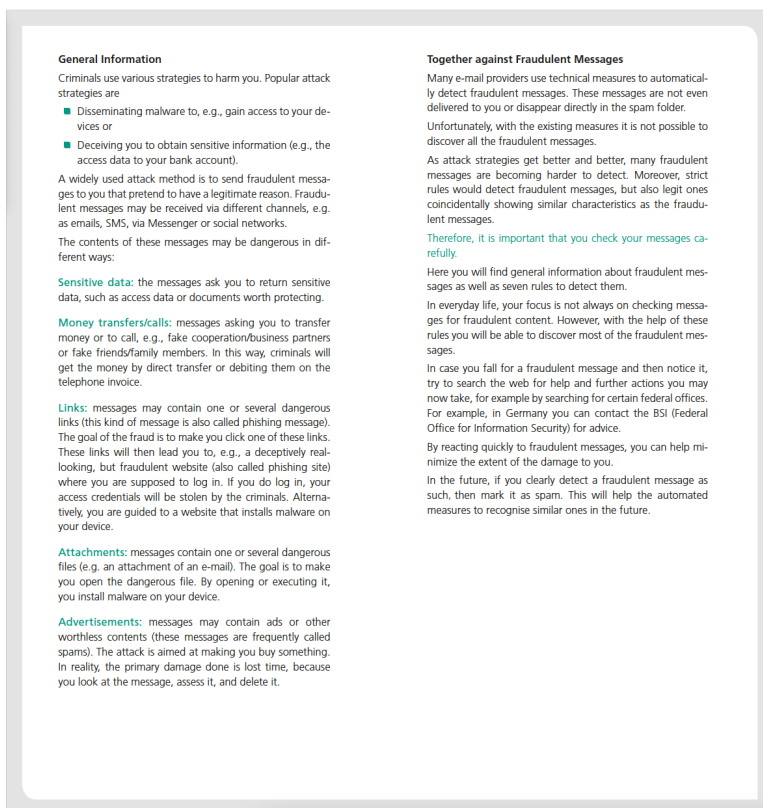 General Information
Criminals use various strategies to harm you. Popular attack
strategies are
Disseminating malware to, e.g., gain access to your de-
vices or
Deceiving you to obtain sensitive information (e.g., the
access data to your bank account).
A widely used attack method is to send fraudulent messa-
ges to you that pretend to have a legitimate reason. Fraudu-
lent messages may be received via different channels, e.g.
as emails, SMS, via Messenger or social networks.
The contents of these messages may be dangerous in dif-
ferent ways:
Sensitive data: the messages ask you to return sensitive
data, such as access data or documents worth protecting.
Money transfers/calls: messages asking you to transfer
money or to call, e.g., fake cooperation/business partners
or fake friends/family members. In this way, criminals will
get the money by direct transfer or debiting them on the
telephone invoice.
Links: messages may contain one or several dangerous
links (this kind of message is also called phishing message).
The goal of the fraud is to make you click one of these links.
These links will then lead you to, e.g., a deceptively real-
looking, but fraudulent website (also called phishing site)
where you are supposed to log in. If you do log in, your
access credentials will be stolen by the criminals. Alterna-
tively, you are guided to a website that installs malware on
your device.
Attachments: messages contain one or several dangerous
files (e.g. an attachment of an e-mail). The goal is to make
you open the dangerous file. By opening or executing it,
you install malware on your device.
Advertisements: messages may contain ads or other
worthless contents (these messages are frequently called
spams). The attack is aimed at making you buy something.
In reality, the primary damage done is lost time, because
you look at the message, assess it, and delete it.
Together against Fraudulent Messages
Many e-mail providers use technical measures to automatical-
ly detect fraudulent messages. These messages are not even
delivered to you or disappear directly in the spam folder.
Unfortunately, with the existing measures it is not possible to
discover all the fraudulent messages.
As attack strategies get better and better, many fraudulent
messages are becoming harder to detect. Moreover, strict
rules would detect fraudulent messages, but also legit ones
coincidentally showing similar characteristics as the fraudu-
lent messages.
Therefore, it is important that you check your messages ca-
refully.
Here you will find general information about fraudulent mes-
sages as well as seven rules to detect them.
In everyday life, your focus is not always on checking messa-
ges for fraudulent content. However, with the help of these
rules you will be able to discover most of the fraudulent mes-
sages.
In case you fall for a fraudulent message and then notice it,
try to search the web for help and further actions you may
now take, for example by searching for certain federal offices.
For example, in Germany you can contact the BSI (Federal
Office for Information Security) for advice.
By reacting quickly to fraudulent messages, you can help mi-
nimize the extent of the damage to you.
In the future, if you clearly detect a fraudulent message as
such, then mark it as spam. This will help the automated
measures to recognise similar ones in the future.